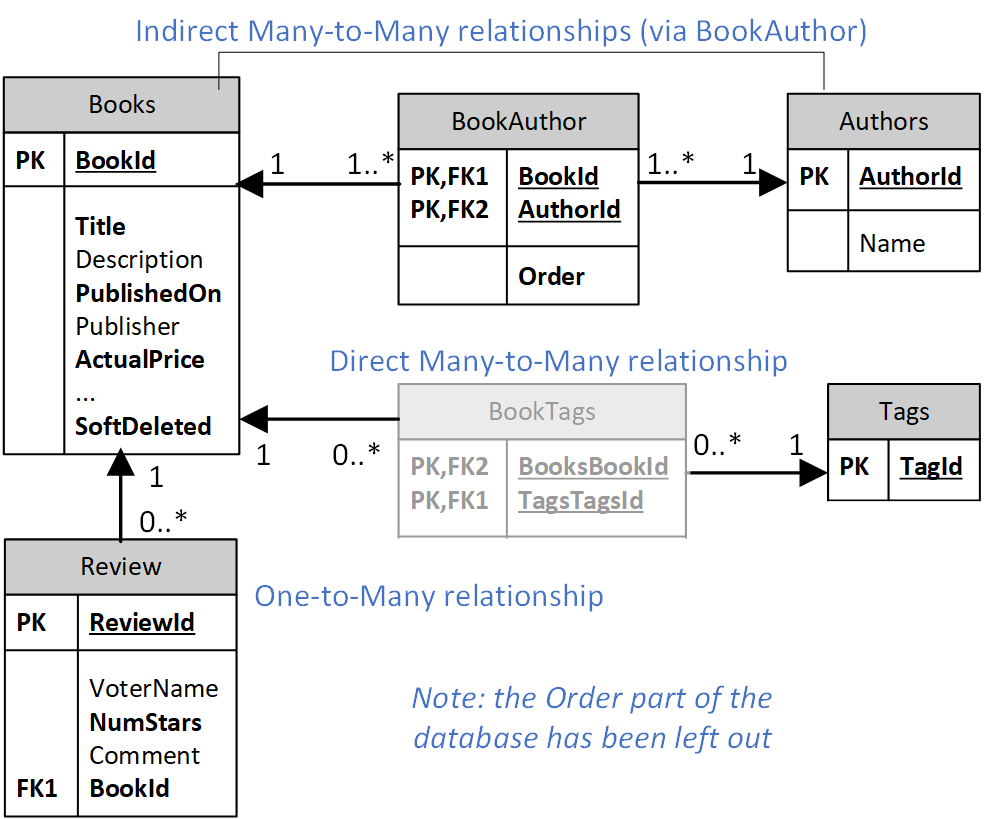 Indirect Many-to-Many relationships (via BookAuthor)
Books
PK BookId
Title
Description
PublishedOn
Publisher
ActualPrice
...
SoftDeleted
1 1..*
BookAuthor
PK,FK1 BookId
PK,FK2 AuthorId
Order
1..* 1
Authors
PK AuthorId
Name
Direct Many-to-Many relationship
1 0..*
BookTags
PK,FK2 BooksBookId
PK,FK1 TagsTagsId
0..* 1
Tags
PK TagId
1
0..*
Review
PK ReviewId
VoterName
NumStars
Comment
FK1 BookId
One-to-Many relationship
Note: the Order part of the
database has been left out